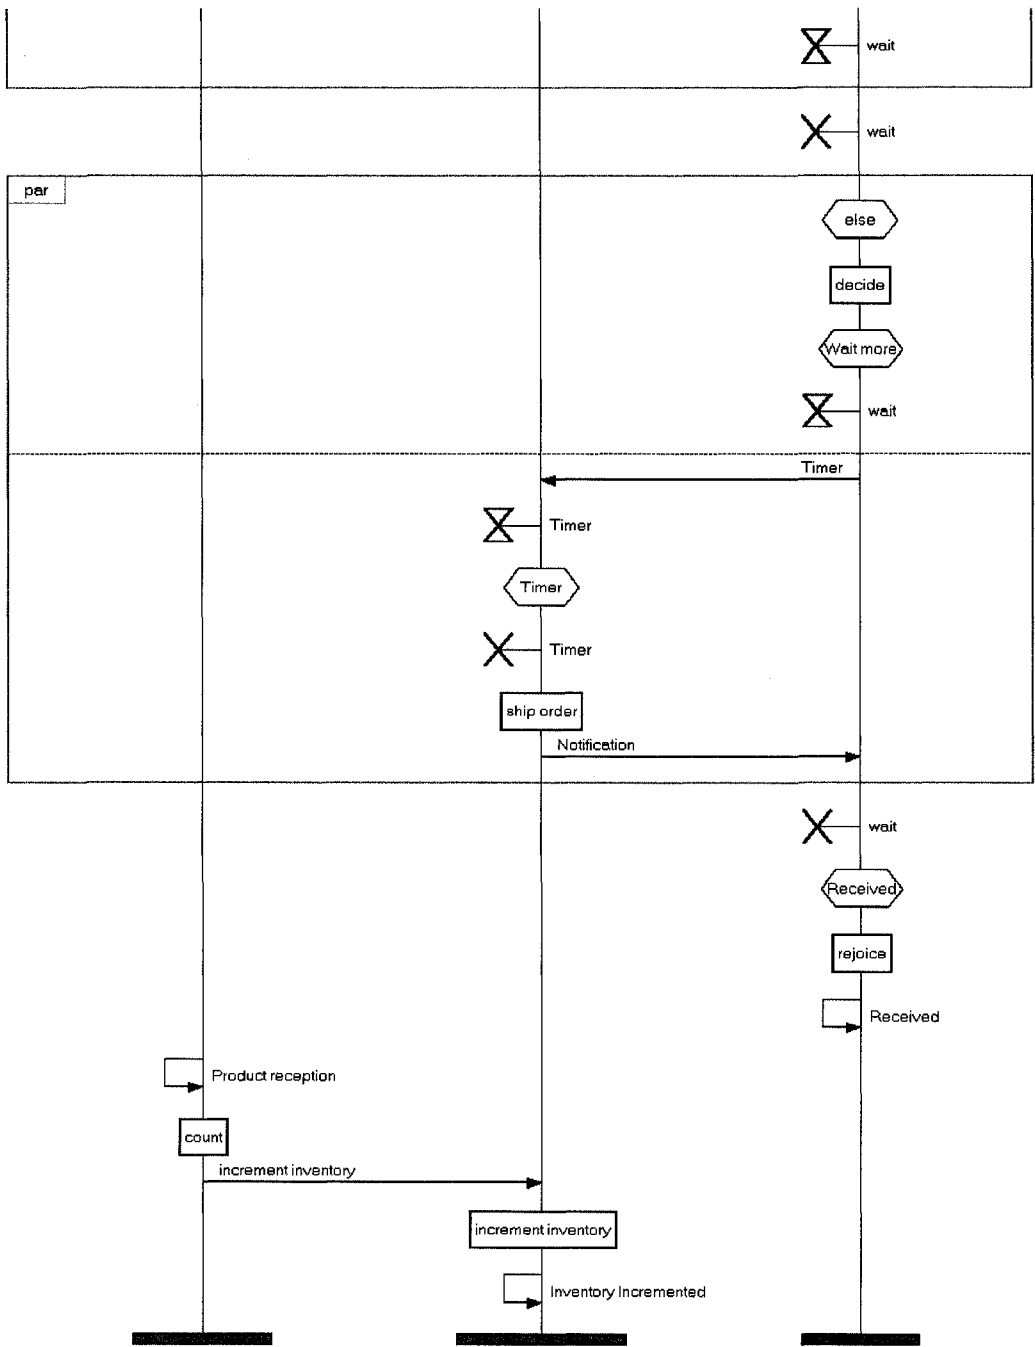 wait
wait
par
else
decide
Wait more
wait
Timer
Timer
Timer
Timer
ship order
Notification
wait
Received
rejoice
Received
Product reception
count
increment inventory
increment inventory
Inventory Incremented